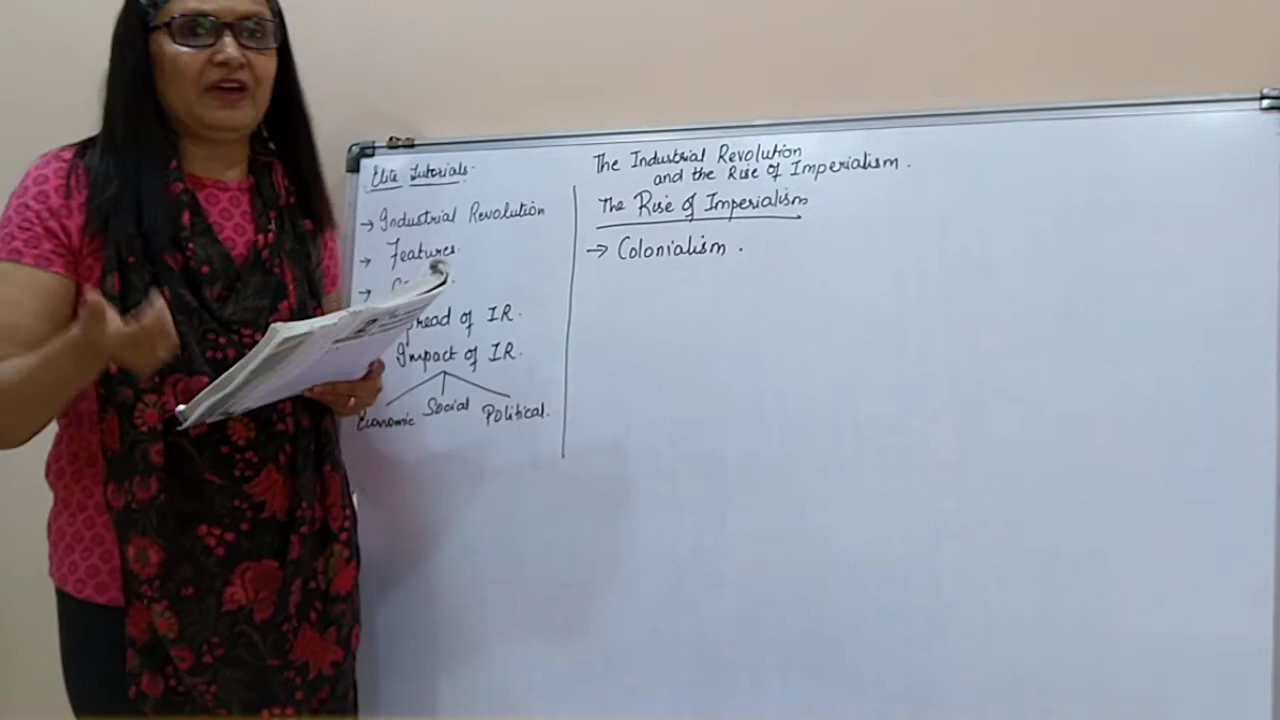 Elite Tutorials.
→ Industrial Revolution
→ Features.
→
of IR.
Impact of IR.
Economic Social Political.
The Industrial Revolution
and the Rise of Imperialism.
The Rise of Imperialism
→ Colonialism.